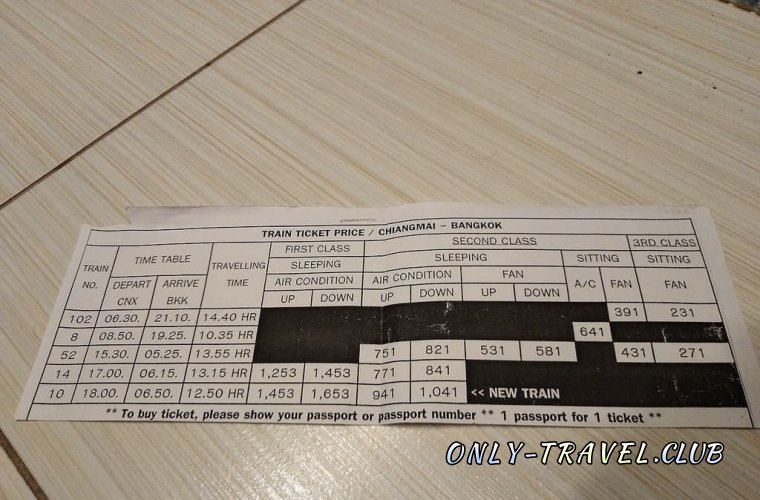 TRAIN TICKET PRICE / CHIANGMAI – BANGKOK
TRAIN NO. TIME TABLE TRAVELLING TIME FIRST CLASS SECOND CLASS 3RD CLASS
SLEEPING SLEEPING SITTING SITTING
DEPART CNX ARRIVE BKK AIR CONDITION AIR CONDITION FAN A/C FAN FAN
UP DOWN UP DOWN UP DOWN
102 06.30. 21.10. 14.40 HR 391 231
8 08.50. 19.25. 10.35 HR 641
52 15.30. 05.25. 13.55 HR 751 821 531 581 431 271
14 17.00. 06.15. 13.15 HR 1,253 1,453 771 841
10 18.00. 06.50. 12.50 HR 1,453 1,653 941 1,041 << NEW TRAIN
** To buy ticket, please show your passport or passport number ** 1 passport for 1 ticket **
ONLY-TRAVEL.CLUB